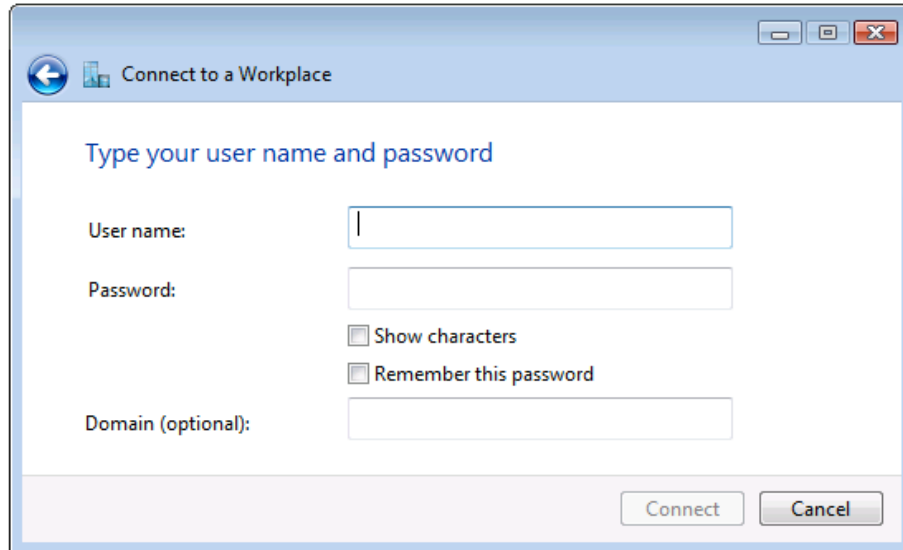 Connect to a Workplace
Type your user name and password
User name:
Password:
Show characters
Remember this password
Domain (optional):
Connect Cancel